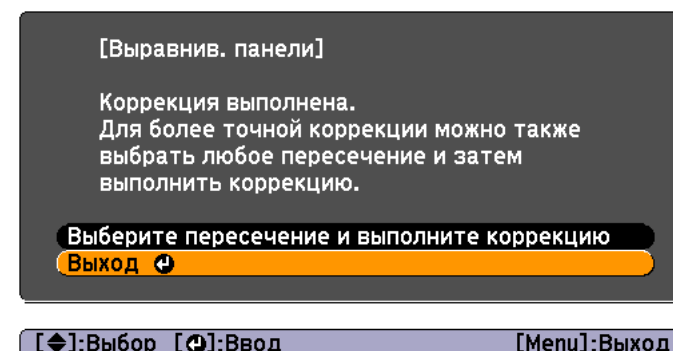 [Выравнив. панели]
Коррекция выполнена.
Для более точной коррекции можно также
выбрать любое пересечение и затем
выполнить коррекцию.
Выберите пересечение и выполните коррекцию
Выход
[]:Выбор []:Ввод [Menu]:Выход